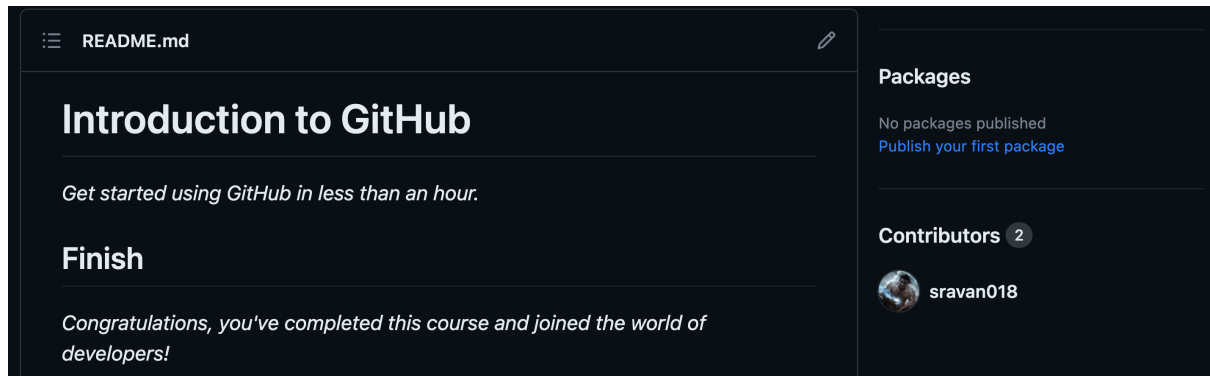 README.md
Introduction to GitHub
Get started using GitHub in less than an hour.
Finish
Congratulations, you've completed this course and joined the world of
developers!
Packages
No packages published
Publish your first package
Contributors 2
sravan018